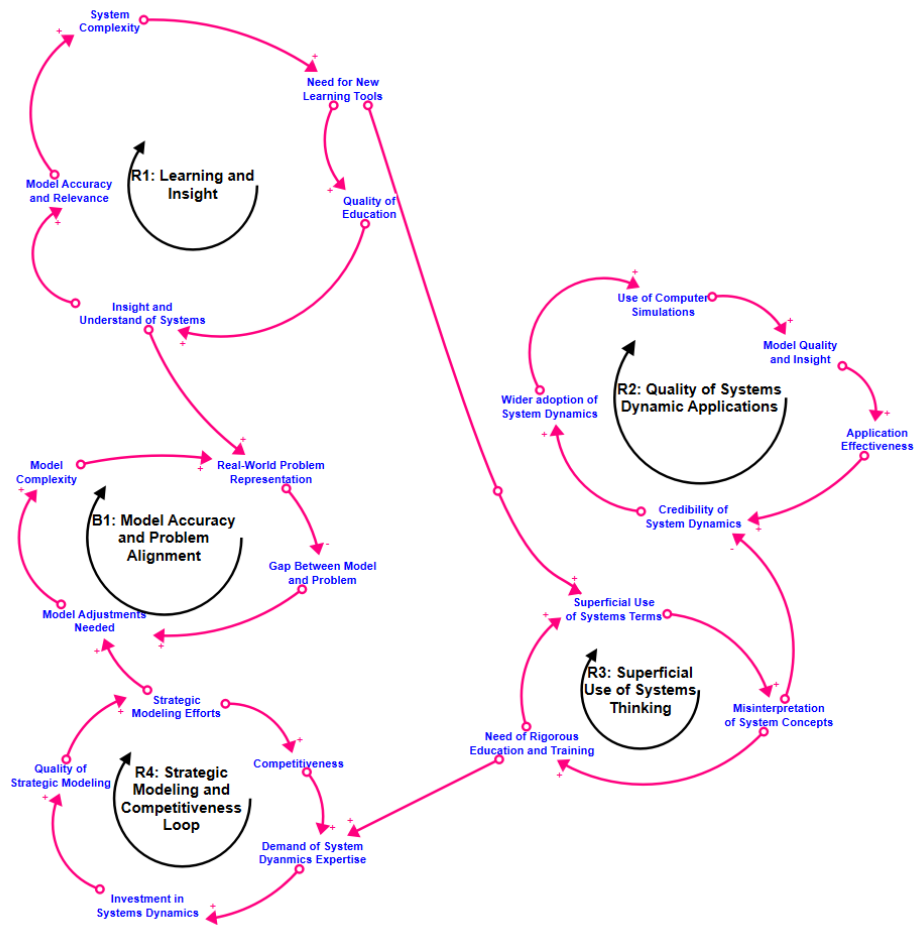 System
Complexity
+
+
Need for New
Learning Tools
R1: Learning and
Insight
Model Accuracy
and Relevance
+
+
Quality of
Education
Insight and
Understand of Systems
+
+
Use of Computer
Simulations
+
Model Quality
and Insight
R2: Quality of Systems
Dynamic Applications
Wider adoption of
System Dynamics
+
+
Application
Effectiveness
Credibility of
System Dynamics
+
-
Model
Complexity
+
+
+
Real-World Problem
Representation
B1: Model Accuracy
and Problem
Alignment
-
Gap Between Model
and Problem
Model Adjustments
Needed
+
+
+
Superficial Use
of Systems Terms
+
R3: Superficial
Use of Systems
Thinking
+
Misinterpretation
of System Concepts
Need of Rigorous
Education and Training
+
Strategic
Modeling Efforts
+
+
Competitiveness
Quality of
Strategic Modeling
R4: Strategic
Modeling and
Competitiveness
Loop
+
+
+
Demand of System
Dyanmics Expertise
Investment in
Systems Dynamics
+